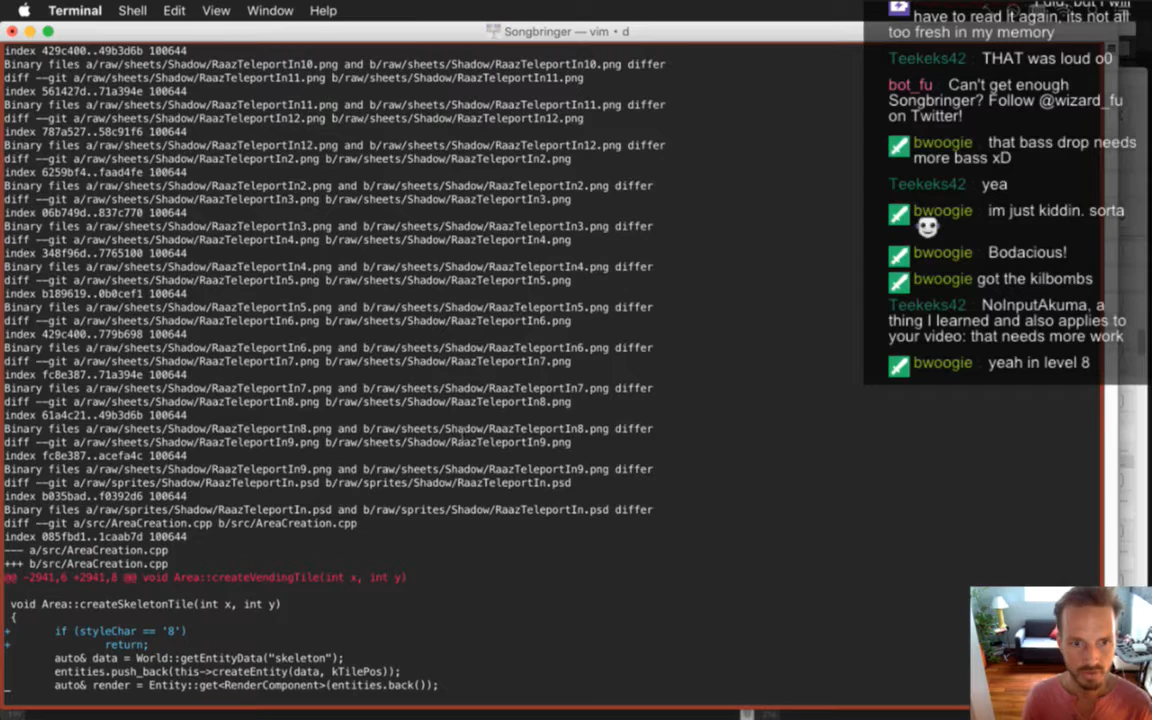 Terminal Shell Edit View Window Help
Songbringer — vim • d
index 429c400..49b3d6b 100644
Binary files a/raw/sheets/Shadow/RaazTeleportIn10.png and b/raw/sheets/Shadow/RaazTeleportIn10.png differ
diff --git a/raw/sheets/Shadow/RaazTeleportIn11.png b/raw/sheets/Shadow/RaazTeleportIn11.png
index 561427d..71a394e 100644
Binary files a/raw/sheets/Shadow/RaazTeleportIn11.png and b/raw/sheets/Shadow/RaazTeleportIn11.png differ
diff --git a/raw/sheets/Shadow/RaazTeleportIn12.png b/raw/sheets/Shadow/RaazTeleportIn12.png
index 787a527..58c91f6 100644
Binary files a/raw/sheets/Shadow/RaazTeleportIn12.png and b/raw/sheets/Shadow/RaazTeleportIn12.png differ
diff --git a/raw/sheets/Shadow/RaazTeleportIn2.png b/raw/sheets/Shadow/RaazTeleportIn2.png
index 6259bf4..faad4fe 100644
Binary files a/raw/sheets/Shadow/RaazTeleportIn2.png and b/raw/sheets/Shadow/RaazTeleportIn2.png differ
diff --git a/raw/sheets/Shadow/RaazTeleportIn3.png b/raw/sheets/Shadow/RaazTeleportIn3.png
index 06b749d..837c770 100644
Binary files a/raw/sheets/Shadow/RaazTeleportIn3.png and b/raw/sheets/Shadow/RaazTeleportIn3.png differ
diff --git a/raw/sheets/Shadow/RaazTeleportIn4.png b/raw/sheets/Shadow/RaazTeleportIn4.png
index 348f96d..7765100 100644
Binary files a/raw/sheets/Shadow/RaazTeleportIn4.png and b/raw/sheets/Shadow/RaazTeleportIn4.png differ
diff --git a/raw/sheets/Shadow/RaazTeleportIn5.png b/raw/sheets/Shadow/RaazTeleportIn5.png
index b189619..0b0cef1 100644
Binary files a/raw/sheets/Shadow/RaazTeleportIn5.png and b/raw/sheets/Shadow/RaazTeleportIn5.png differ
diff --git a/raw/sheets/Shadow/RaazTeleportIn6.png b/raw/sheets/Shadow/RaazTeleportIn6.png
index 429c400..779b698 100644
Binary files a/raw/sheets/Shadow/RaazTeleportIn6.png and b/raw/sheets/Shadow/RaazTeleportIn6.png differ
diff --git a/raw/sheets/Shadow/RaazTeleportIn7.png b/raw/sheets/Shadow/RaazTeleportIn7.png
index fc8e387..71a394e 100644
Binary files a/raw/sheets/Shadow/RaazTeleportIn7.png and b/raw/sheets/Shadow/RaazTeleportIn7.png differ
diff --git a/raw/sheets/Shadow/RaazTeleportIn8.png b/raw/sheets/Shadow/RaazTeleportIn8.png
index 61a4c21..49b3d6b 100644
Binary files a/raw/sheets/Shadow/RaazTeleportIn8.png and b/raw/sheets/Shadow/RaazTeleportIn8.png differ
diff --git a/raw/sheets/Shadow/RaazTeleportIn9.png b/raw/sheets/Shadow/RaazTeleportIn9.png
index fc8e387..acefa4c 100644
Binary files a/raw/sheets/Shadow/RaazTeleportIn9.png and b/raw/sheets/Shadow/RaazTeleportIn9.png differ
diff --git a/raw/sprites/Shadow/RaazTeleportIn.psd b/raw/sprites/Shadow/RaazTeleportIn.psd
index b035bad..f0392d6 100644
Binary files a/raw/sprites/Shadow/RaazTeleportIn.psd and b/raw/sprites/Shadow/RaazTeleportIn.psd differ
diff --git a/src/AreaCreation.cpp b/src/AreaCreation.cpp
index 085fbd1..1caab7d 100644
--- a/src/AreaCreation.cpp
+++ b/src/AreaCreation.cpp
@@ -2941,6 +2941,8 @@ void Area::createVendingTile(int x, int y)
void Area::createSkeletonTile(int x, int y)
{
+ if (styleChar == '8')
+ return;
auto& data = World::getEntityData("skeleton");
entities.push_back(this->createEntity(data, kTilePos));
auto& render = Entity::get<RenderComponent>(entities.back());
have to read it again, its not all
too fresh in my memory
Teekeks42 THAT was loud o0
bot_fu Can't get enough
Songbringer? Follow @wizard_fu
on Twitter!
bwoogie that bass drop needs
more bass xD
Teekeks42 yea
bwoogie im just kiddin. sorta
bwoogie Bodacious!
bwoogie got the kilbombs
Teekeks42 NoInputAkuma, a
thing I learned and also applies to
your video: that needs more work
bwoogie yeah in level 8